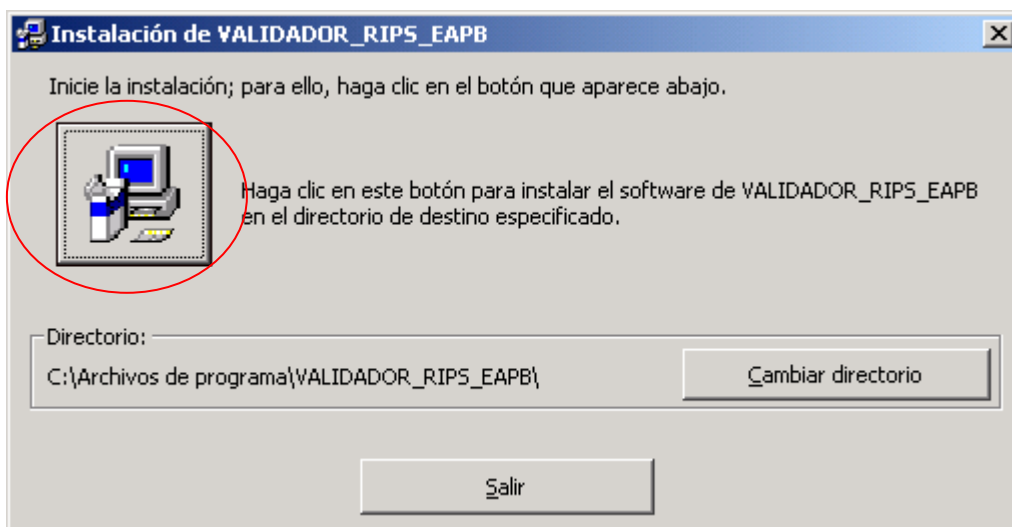 Instalación de VALIDADOR_RIPS_EAPB
Inicie la instalación; para ello, haga clic en el botón que aparece abajo.
Haga clic en este botón para instalar el software de VALIDADOR_RIPS_EAPB
en el directorio de destino especificado.
Directorio:
C:\Archivos de programa\VALIDADOR_RIPS_EAPB\
Cambiar directorio
Salir